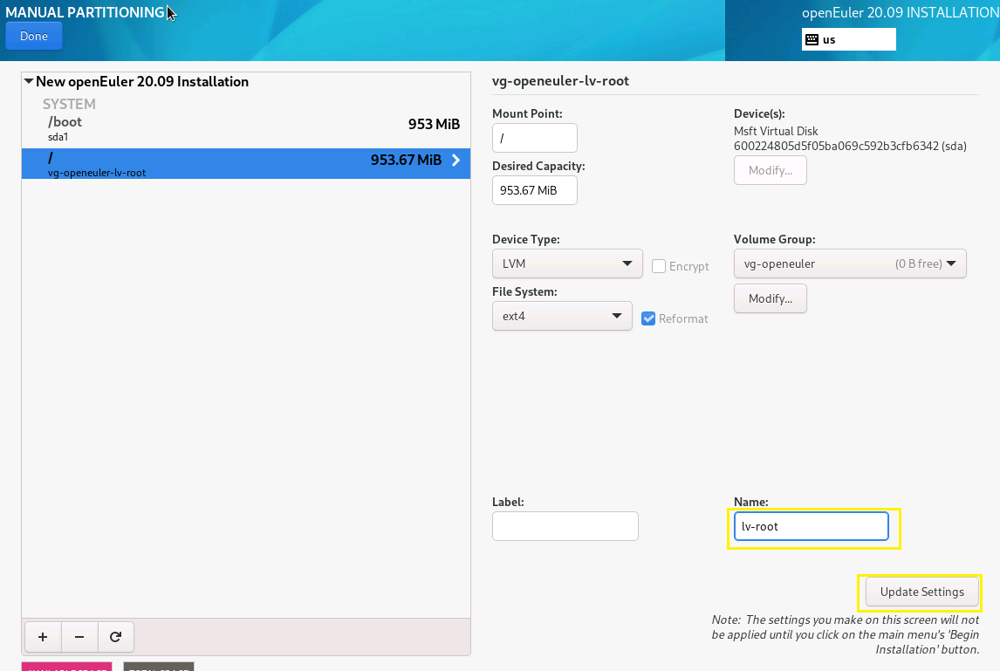 MANUAL PARTITIONING
openEuler 20.09 INSTALLATION
Done
us
New openEuler 20.09 Installation
SYSTEM
/boot
953 MiB
sda1
/
953.67 MiB
vg-openeuler-lv-root
vg-openeuler-lv-root
Mount Point:
/
Desired Capacity:
953.67 MiB
Device(s):
Msft Virtual Disk
600224805d5f05ba069c592b3cfb6342 (sda)
Modify...
Device Type:
LVM
Encrypt
Volume Group:
vg-openeuler (0 B free)
Modify...
File System:
ext4
Reformat
Label:
Name:
lv-root
Update Settings
Note: The settings you make on this screen will not
be applied until you click on the main menu's 'Begin
Installation' button.